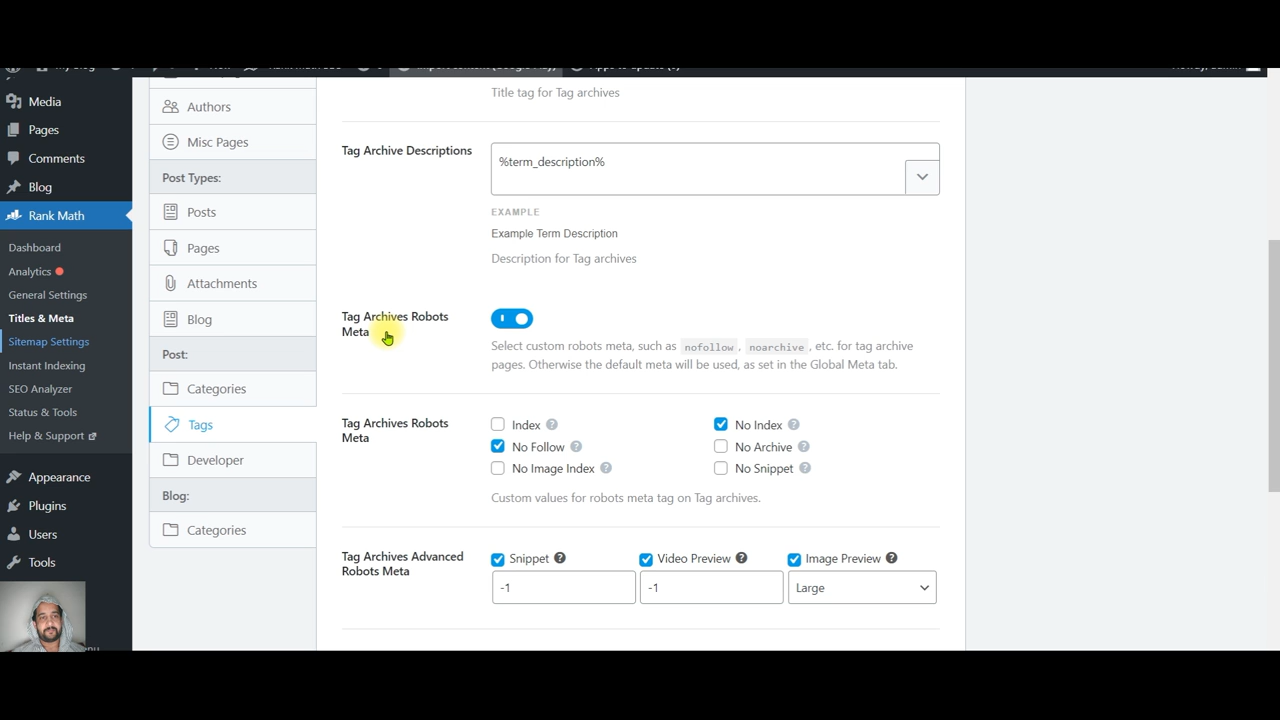 Media
Pages
Comments
Blog
Rank Math
Dashboard
Analytics
General Settings
Titles & Meta
Sitemap Settings
Instant Indexing
SEO Analyzer
Status & Tools
Help & Support
Appearance
Plugins
Users
Tools
Authors
Misc Pages
Post Types:
Posts
Pages
Attachments
Blog
Post:
Categories
Tags
Developer
Blog:
Categories
Title tag for Tag archives
Tag Archive Descriptions
%term_description%
EXAMPLE
Example Term Description
Description for Tag archives
Tag Archives Robots
Meta
Select custom robots meta, such as nofollow, noarchive, etc. for tag archive
pages. Otherwise the default meta will be used, as set in the Global Meta tab.
Tag Archives Robots
Meta
Index ? No Index ?
No Follow ? No Archive ?
No Image Index ? No Snippet ?
Custom values for robots meta tag on Tag archives.
Tag Archives Advanced
Robots Meta
Snippet ? Video Preview ? Image Preview ?
-1 -1 Large